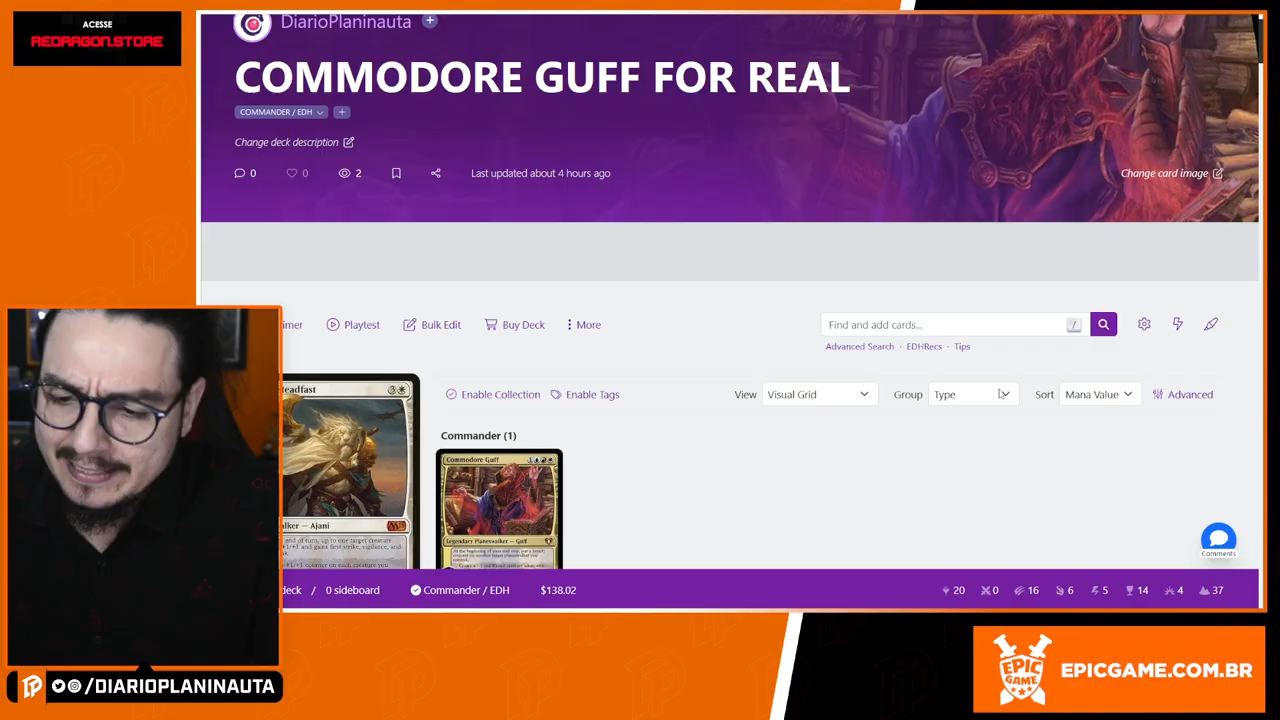 ACESSE
REDRAGON.STORE
DiarioPlaninauta
COMMODORE GUFF FOR REAL
COMMANDER / EDH
Change deck description
0 0 2 Last updated about 4 hours ago
Change card image
imer Playtest Bulk Edit Buy Deck More
Find and add cards... /
Advanced Search · EDHRecs · Tips
Enable Collection Enable Tags View Visual Grid Group Type Sort Mana Value Advanced
Commander (1)
teadfast 3
alker — Ajani
Commodore Guff 1
Legendary Planeswalker — Guff
Comments
deck / 0 sideboard Commander / EDH $138.02 20 0 16 6 5 14 4 37
/DIARIOPLANINAUTA
EPIC
GAME
EPICGAME.COM.BR